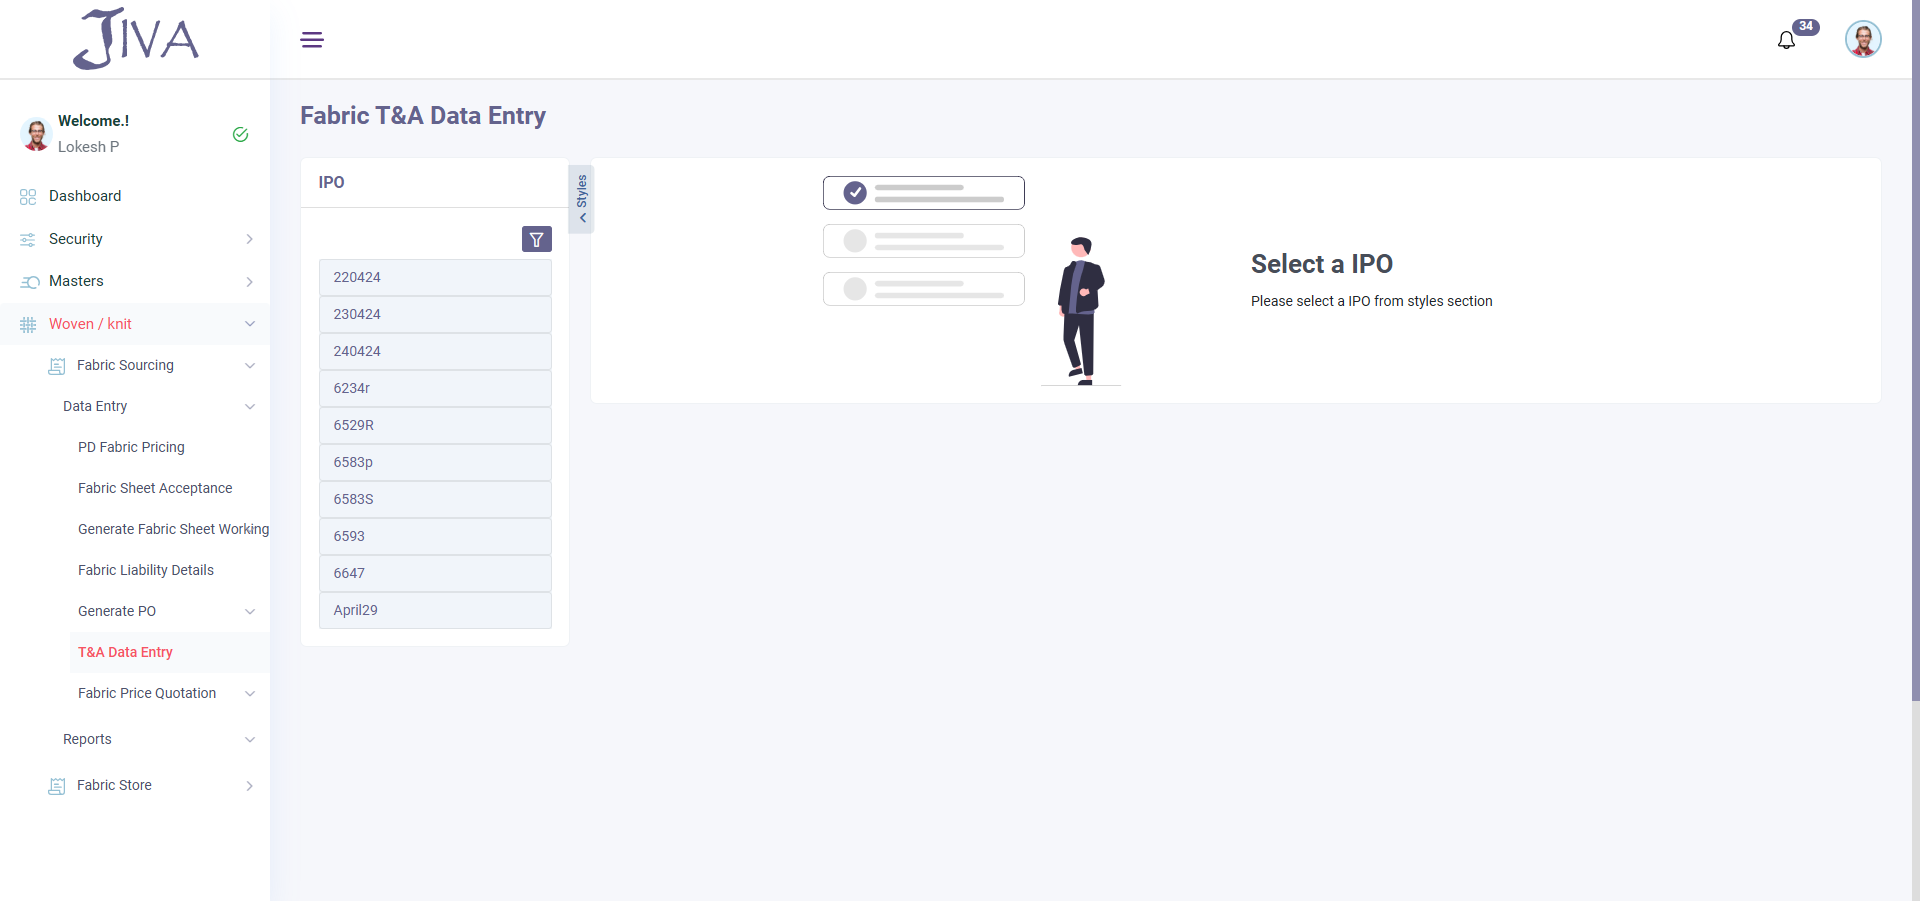 JIVA
34
Welcome.!
Lokesh P
Dashboard
Security
Masters
Woven / knit
Fabric Sourcing
Data Entry
PD Fabric Pricing
Fabric Sheet Acceptance
Generate Fabric Sheet Working
Fabric Liability Details
Generate PO
T&A Data Entry
Fabric Price Quotation
Reports
Fabric Store
Fabric T&A Data Entry
IPO
Styles
220424
230424
240424
6234r
6529R
6583p
6583S
6593
6647
April29
Select a IPO
Please select a IPO from styles section